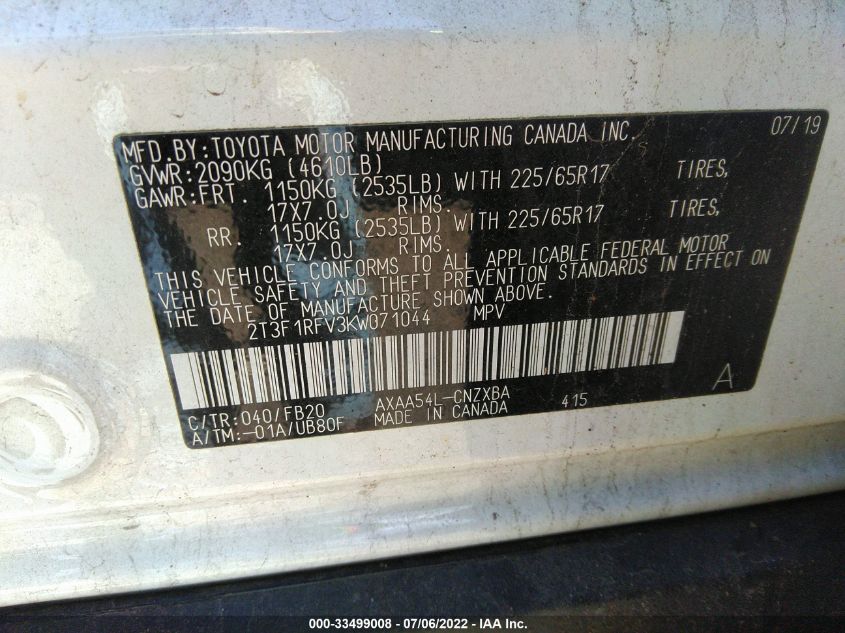 07/19
MFD.BY:TOYOTA MOTOR MANUFACTURING CANADA INC.
GVWR:2090KG (4610LB)
GAWR:FRT. 1150KG (2535LB) WITH 225/65R17 TIRES,
17X7.0J RIMS.
RR. 1150KG (2535LB) WITH 225/65R17 TIRES,
17X7.0J RIMS.
THIS VEHICLE CONFORMS TO ALL APPLICABLE FEDERAL MOTOR
VEHICLE SAFETY AND THEFT PREVENTION STANDARDS IN EFFECT ON
THE DATE OF MANUFACTURE SHOWN ABOVE.
2T3F1RFV3KW071044 MPV
A
C/TR:040/FB20 AXAA54L-CNZXBA 415
A/TM:-01A/UB80F MADE IN CANADA
000-33499008 - 07/06/2022 - IAA Inc.